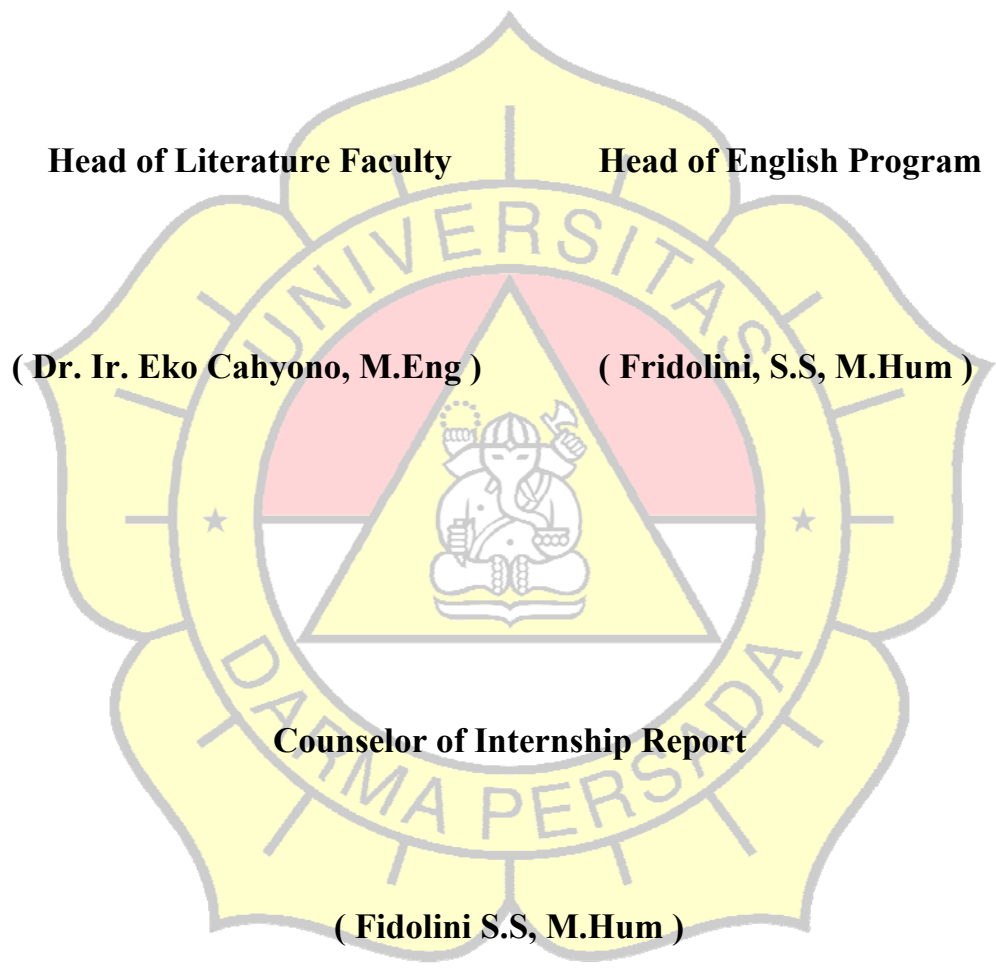 Head of Literature Faculty
Head of English Program
UNIVERSITAS
( Dr. Ir. Eko Cahyono, M.Eng )
( Fridolini, S.S, M.Hum )
Counselor of Internship Report
DARMA PERSADA
( Fidolini S.S, M.Hum )